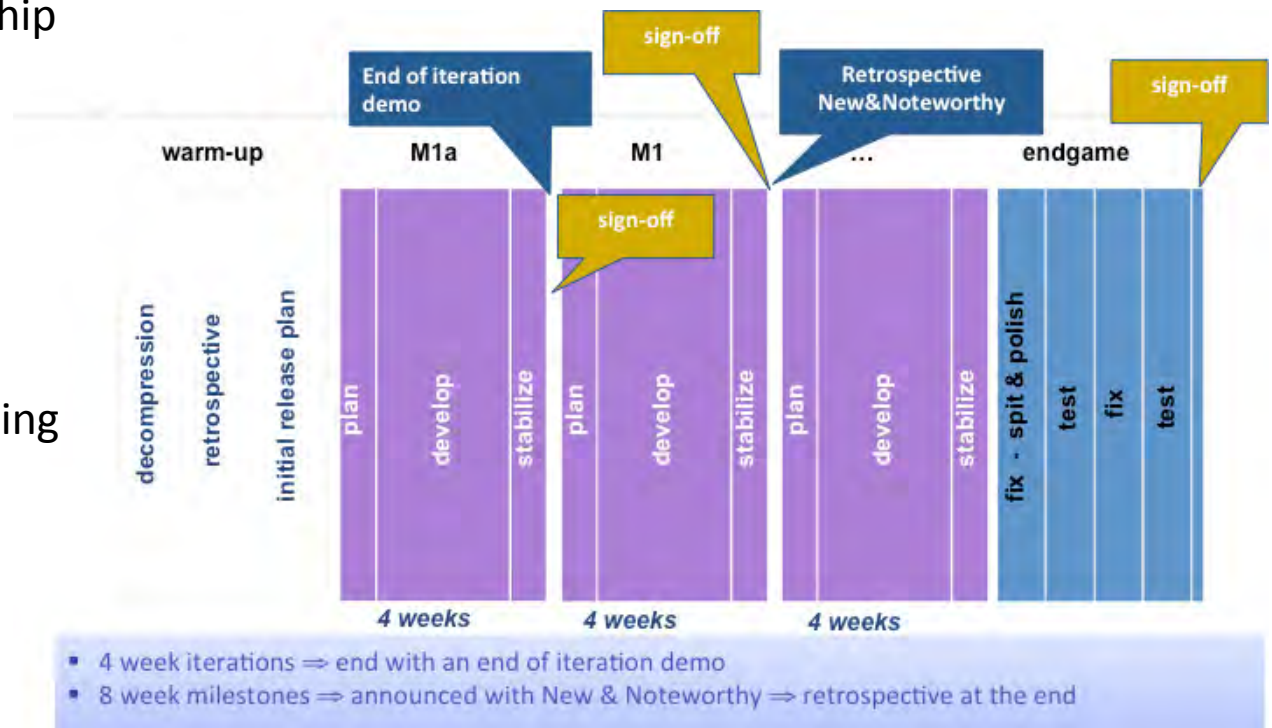 hip
sign-off
End of iteration
demo
Retrospective
New&Noteworthy
sign-off
warm-up
M1a
M1
...
endgame
sign-off
decompression
retrospective
initial release plan
plan
develop
stabilize
plan
develop
stabilize
plan
develop
stabilize
fix - spit & polish
test
fix
test
ing
4 weeks
4 weeks
4 weeks
▪ 4 week iterations ⇒ end with an end of iteration demo
▪ 8 week milestones ⇒ announced with New & Noteworthy ⇒ retrospective at the end